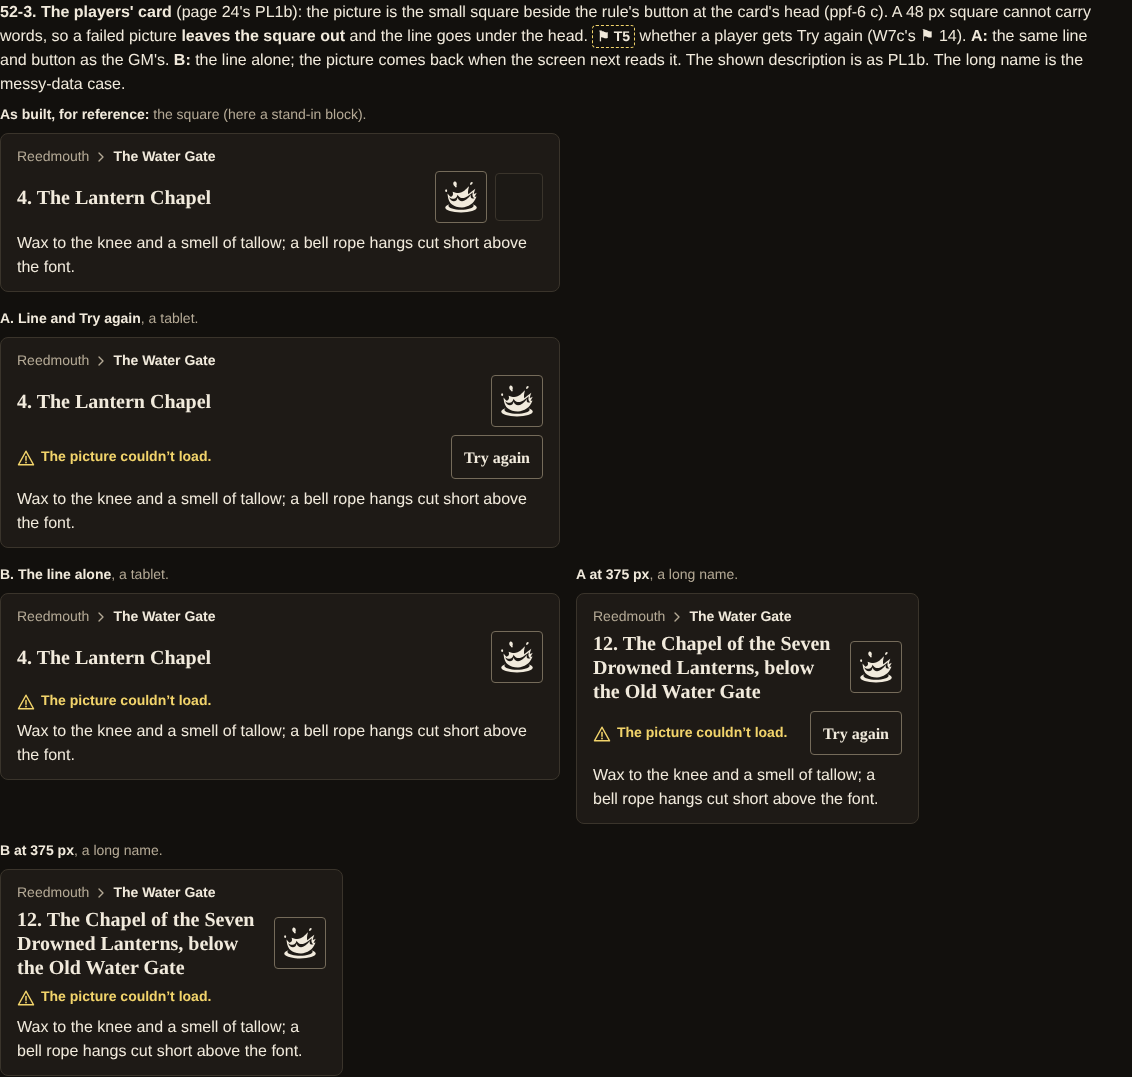 52-3. The players' card (page 24's PL1b): the picture is the small square beside the rule's button at the card's head (ppf-6 c). A 48 px square cannot carry
words, so a failed picture leaves the square out and the line goes under the head. ⚑ T5 whether a player gets Try again (W7c's ⚑ 14). A: the same line
and button as the GM's. B: the line alone; the picture comes back when the screen next reads it. The shown description is as PL1b. The long name is the
messy-data case.
As built, for reference: the square (here a stand-in block).
Reedmouth > The Water Gate
4. The Lantern Chapel
Wax to the knee and a smell of tallow; a bell rope hangs cut short above
the font.
A. Line and Try again, a tablet.
Reedmouth > The Water Gate
4. The Lantern Chapel
The picture couldn’t load.
Try again
Wax to the knee and a smell of tallow; a bell rope hangs cut short above
the font.
B. The line alone, a tablet.
Reedmouth > The Water Gate
4. The Lantern Chapel
The picture couldn’t load.
Wax to the knee and a smell of tallow; a bell rope hangs cut short above
the font.
A at 375 px, a long name.
Reedmouth > The Water Gate
12. The Chapel of the Seven
Drowned Lanterns, below
the Old Water Gate
The picture couldn’t load.
Try again
Wax to the knee and a smell of tallow; a
bell rope hangs cut short above the font.
B at 375 px, a long name.
Reedmouth > The Water Gate
12. The Chapel of the Seven
Drowned Lanterns, below
the Old Water Gate
The picture couldn’t load.
Wax to the knee and a smell of tallow; a
bell rope hangs cut short above the font.